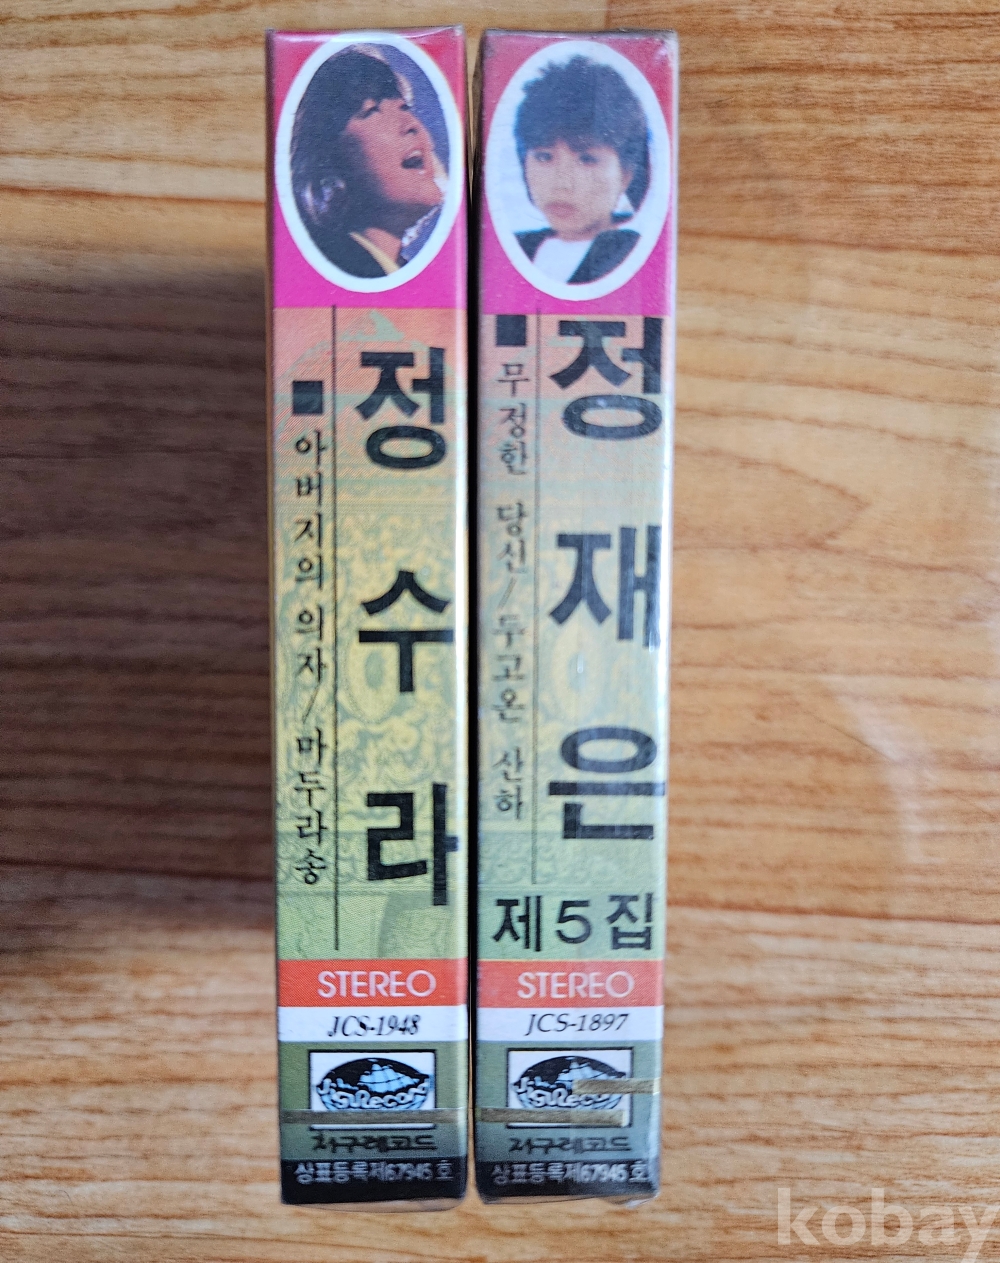 정수라
■ 아버지의 의자/마두라송
STEREO
JCS-1948
JiguRecord
지구레코드
상표등록제67945호
정재은
■ 무정한 당신/두고온 산하
제5집
STEREO
JCS-1897
지구레코드
상표등록제67945호
kobay